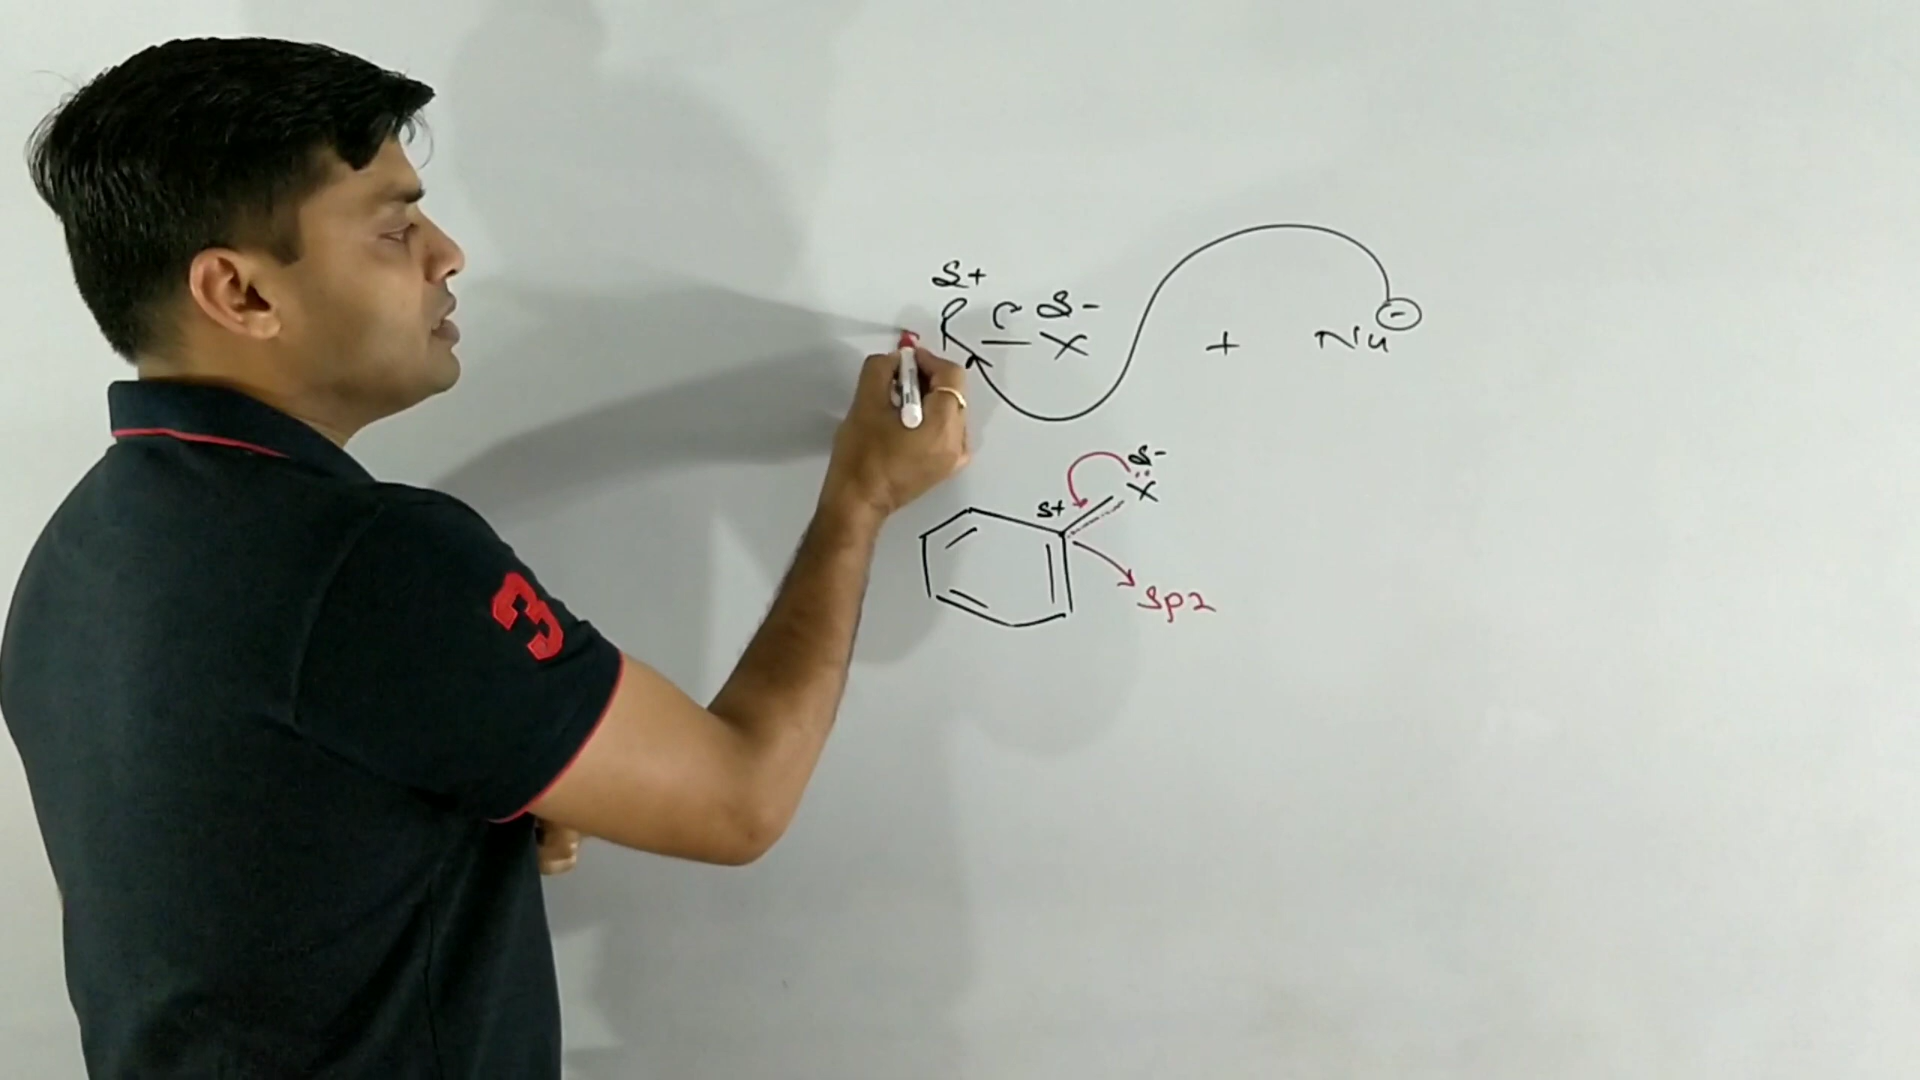 δ+
R — X + Nu⊖
δ-
δ-
X
δ+
Sp2
3